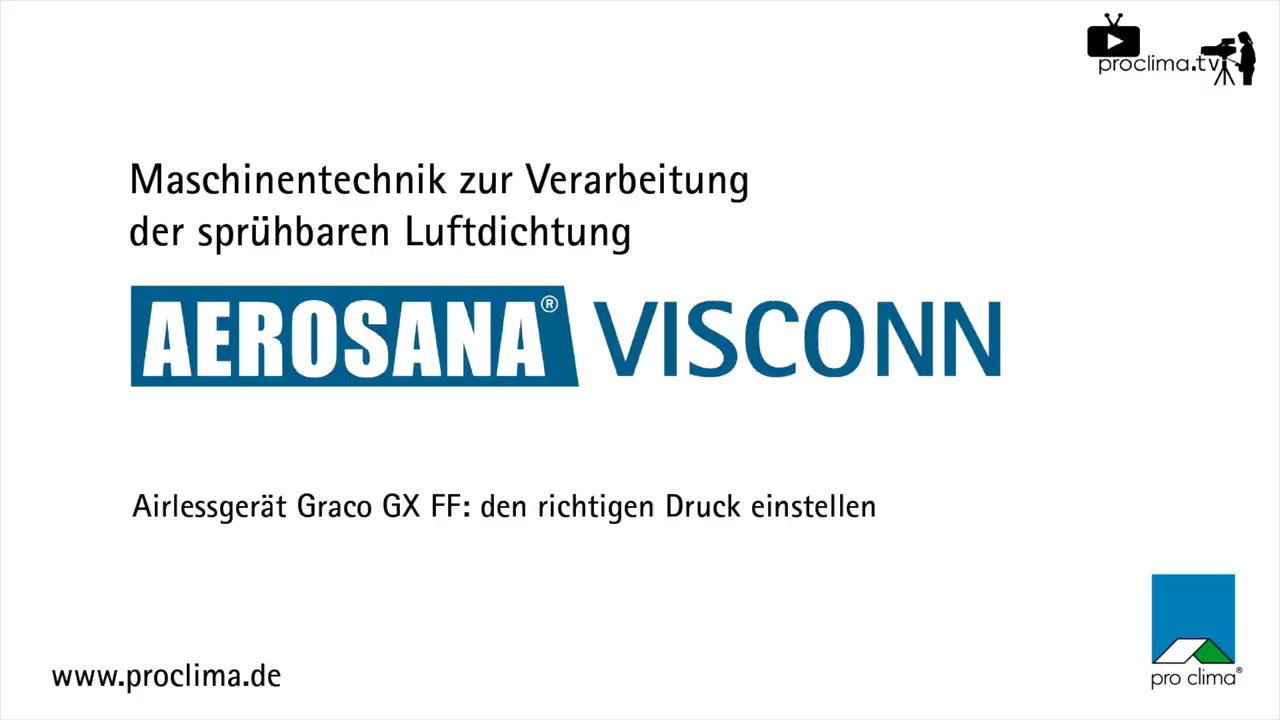 proclima.tv
Maschinentechnik zur Verarbeitung
der sprühbaren Luftdichtung
AEROSANA® VISCONN
Airlessgerät Graco GX FF: den richtigen Druck einstellen
www.proclima.de
pro clima®